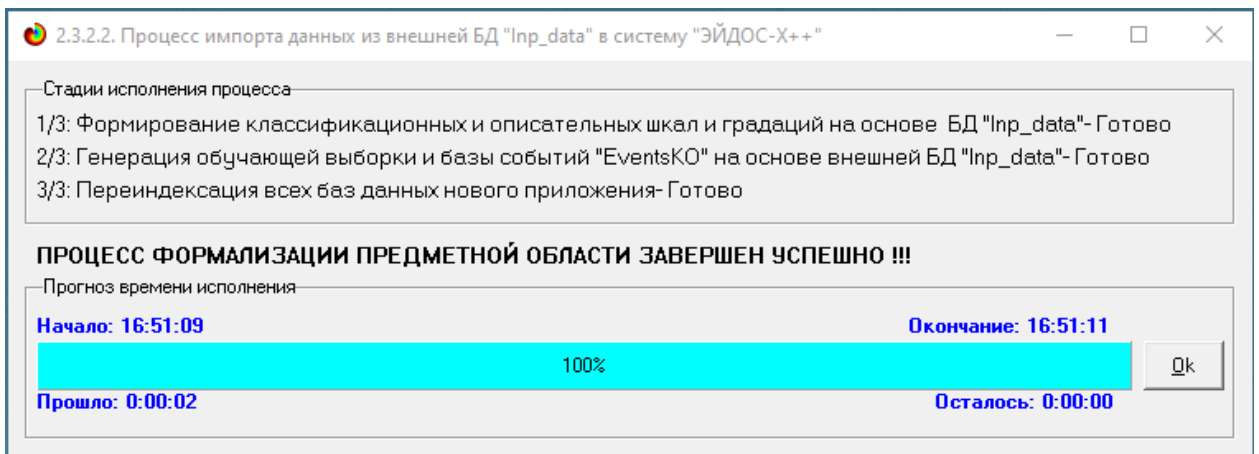 2.3.2.2. Процесс импорта данных из внешней БД "Inp_data" в систему "ЭЙДОС-X++"
Стадии исполнения процесса
1/3: Формирование классификационных и описательных шкал и градаций на основе БД "Inp_data"- Готово
2/3: Генерация обучающей выборки и базы событий "EventsKO" на основе внешней БД "Inp_data"- Готово
3/3: Переиндексация всех баз данных нового приложения- Готово
ПРОЦЕСС ФОРМАЛИЗАЦИИ ПРЕДМЕТНОЙ ОБЛАСТИ ЗАВЕРШЕН УСПЕШНО !!!
Прогноз времени исполнения
Начало: 16:51:09 Окончание: 16:51:11
100% Ok
Прошло: 0:00:02 Осталось: 0:00:00